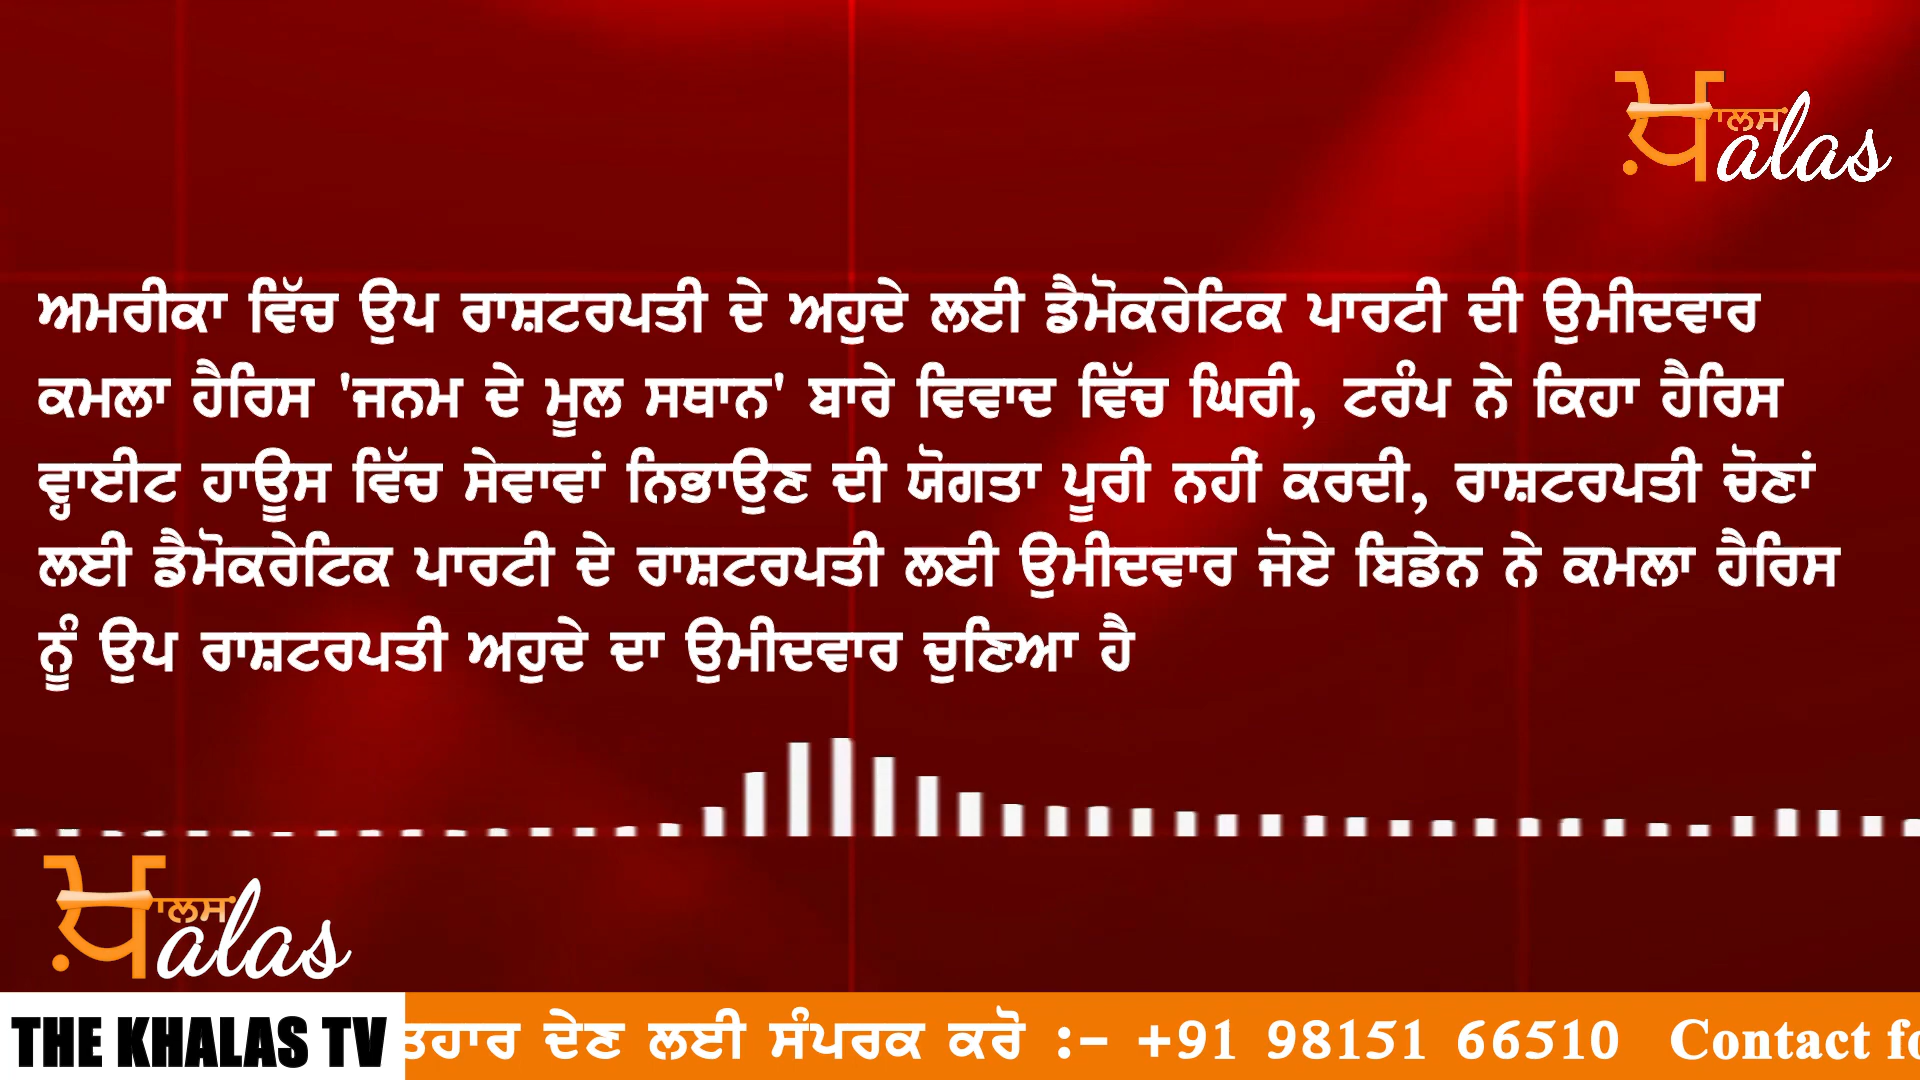 ਖ਼ਾਲਸ alas
ਅਮਰੀਕਾ ਵਿੱਚ ਉਪ ਰਾਸ਼ਟਰਪਤੀ ਦੇ ਅਹੁਦੇ ਲਈ ਡੈਮੋਕਰੇਟਿਕ ਪਾਰਟੀ ਦੀ ਉਮੀਦਵਾਰ
ਕਮਲਾ ਹੈਰਿਸ 'ਜਨਮ ਦੇ ਮੂਲ ਸਥਾਨ' ਬਾਰੇ ਵਿਵਾਦ ਵਿੱਚ ਘਿਰੀ, ਟਰੰਪ ਨੇ ਕਿਹਾ ਹੈਰਿਸ
ਵ੍ਹਾਈਟ ਹਾਊਸ ਵਿੱਚ ਸੇਵਾਵਾਂ ਨਿਭਾਉਣ ਦੀ ਯੋਗਤਾ ਪੂਰੀ ਨਹੀਂ ਕਰਦੀ, ਰਾਸ਼ਟਰਪਤੀ ਚੋਣਾਂ
ਲਈ ਡੈਮੋਕਰੇਟਿਕ ਪਾਰਟੀ ਦੇ ਰਾਸ਼ਟਰਪਤੀ ਲਈ ਉਮੀਦਵਾਰ ਜੋਏ ਬਿਡੇਨ ਨੇ ਕਮਲਾ ਹੈਰਿਸ
ਨੂੰ ਉਪ ਰਾਸ਼ਟਰਪਤੀ ਅਹੁਦੇ ਦਾ ਉਮੀਦਵਾਰ ਚੁਣਿਆ ਹੈ
ਖ਼ਾਲਸ alas
THE KHALAS TV ਤਹਾਰ ਦੇਣ ਲਈ ਸੰਪਰਕ ਕਰੋ :- +91 98151 66510 Contact fo